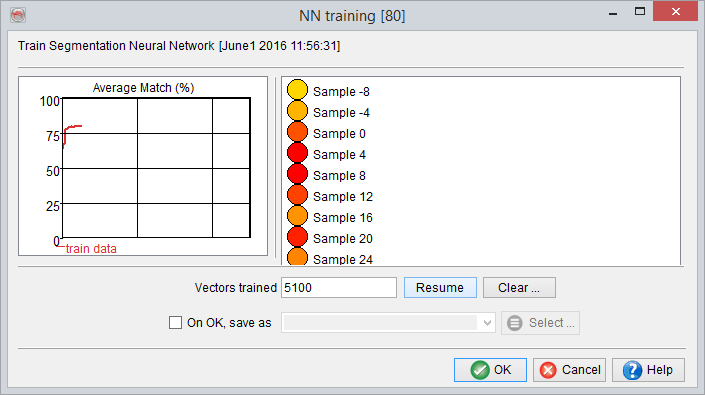 NN training [80]
Train Segmentation Neural Network [June1 2016 11:56:31]
Average Match (%)
100
75
50
25
0
train data
Sample -8
Sample -4
Sample 0
Sample 4
Sample 8
Sample 12
Sample 16
Sample 20
Sample 24
Vectors trained 5100 Resume Clear ...
On OK, save as Select ...
OK Cancel Help